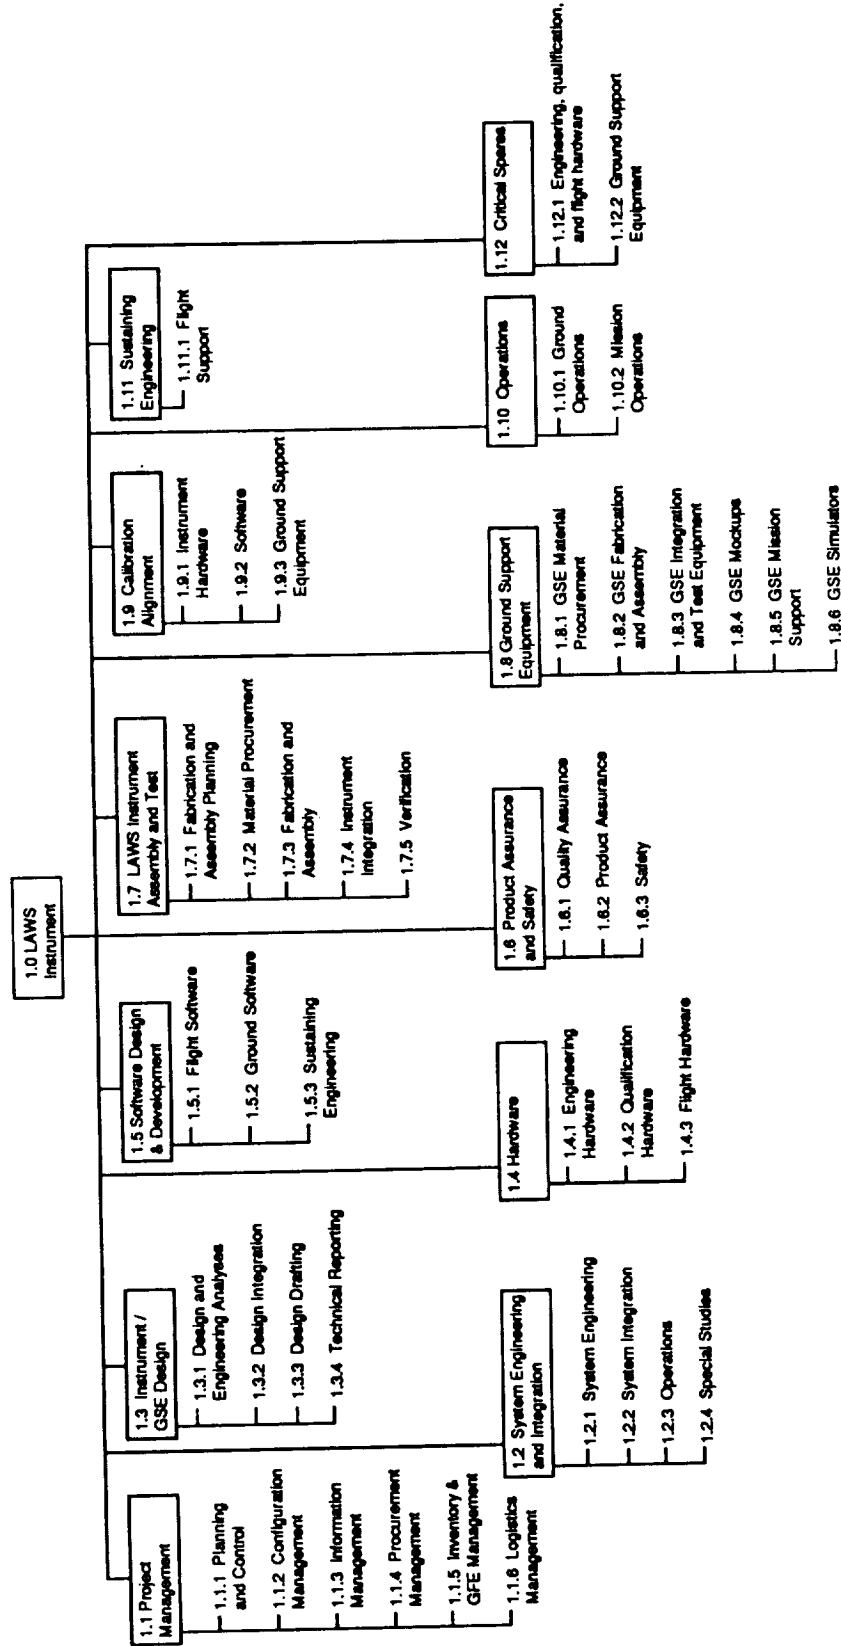 1.0 LAWS
Instrument
1.1 Project
Management
1.1.1 Planning
and Control
1.1.2 Configuration
Management
1.1.3 Information
Management
1.1.4 Procurement
Management
1.1.5 Inventory &
GFE Management
1.1.6 Logistics
Management
1.2 System Engineering
and Integration
1.2.1 System Engineering
1.2.2 System Integration
1.2.3 Operations
1.2.4 Special Studies
1.3 Instrument /
GSE Design
1.3.1 Design and
Engineering Analyses
1.3.2 Design Integration
1.3.3 Design Drafting
1.3.4 Technical Reporting
1.4 Hardware
1.4.1 Engineering
Hardware
1.4.2 Qualification
Hardware
1.4.3 Flight Hardware
1.5 Software Design
& Development
1.5.1 Flight Software
1.5.2 Ground Software
1.5.3 Sustaining
Engineering
1.6 Product Assurance
and Safety
1.6.1 Quality Assurance
1.6.2 Product Assurance
1.6.3 Safety
1.7 LAWS Instrument
Assembly and Test
1.7.1 Fabrication and
Assembly Planning
1.7.2 Material Procurement
1.7.3 Fabrication and
Assembly
1.7.4 Instrument
Integration
1.7.5 Verification
1.8 Ground Support
Equipment
1.8.1 GSE Material
Procurement
1.8.2 GSE Fabrication
and Assembly
1.8.3 GSE Integration
and Test Equipment
1.8.4 GSE Mockups
1.8.5 GSE Mission
Support
1.8.6 GSE Simulators
1.9 Calibration
Alignment
1.9.1 Instrument
Hardware
1.9.2 Software
1.9.3 Ground Support
Equipment
1.10 Operations
1.10.1 Ground
Operations
1.10.2 Mission
Operations
1.11 Sustaining
Engineering
1.11.1 Flight
Support
1.12 Critical Spares
1.12.1 Engineering, qualification,
and flight hardware
1.12.2 Ground Support
Equipment